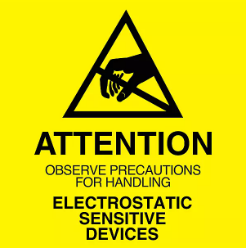 ATTENTION
OBSERVE PRECAUTIONS
FOR HANDLING
ELECTROSTATIC
SENSITIVE
DEVICES